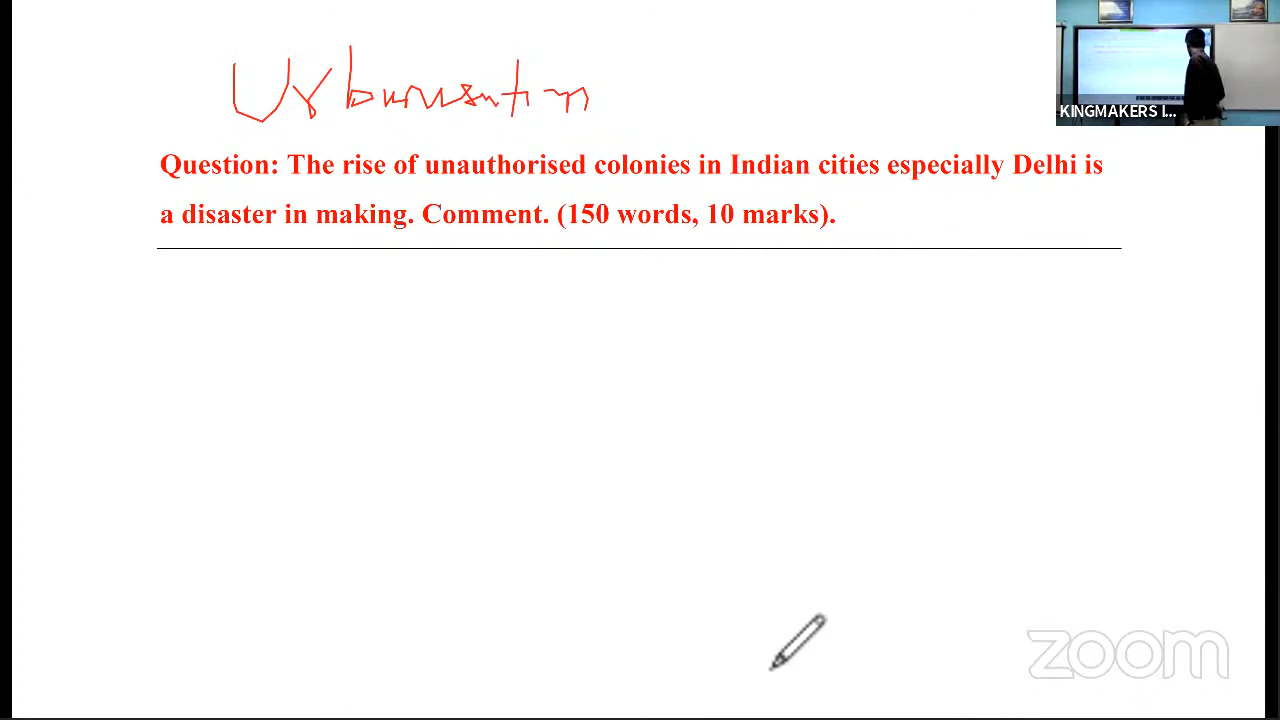 Urbanisation
KINGMAKERS I...
Question: The rise of unauthorised colonies in Indian cities especially Delhi is
a disaster in making. Comment. (150 words, 10 marks).
zoom